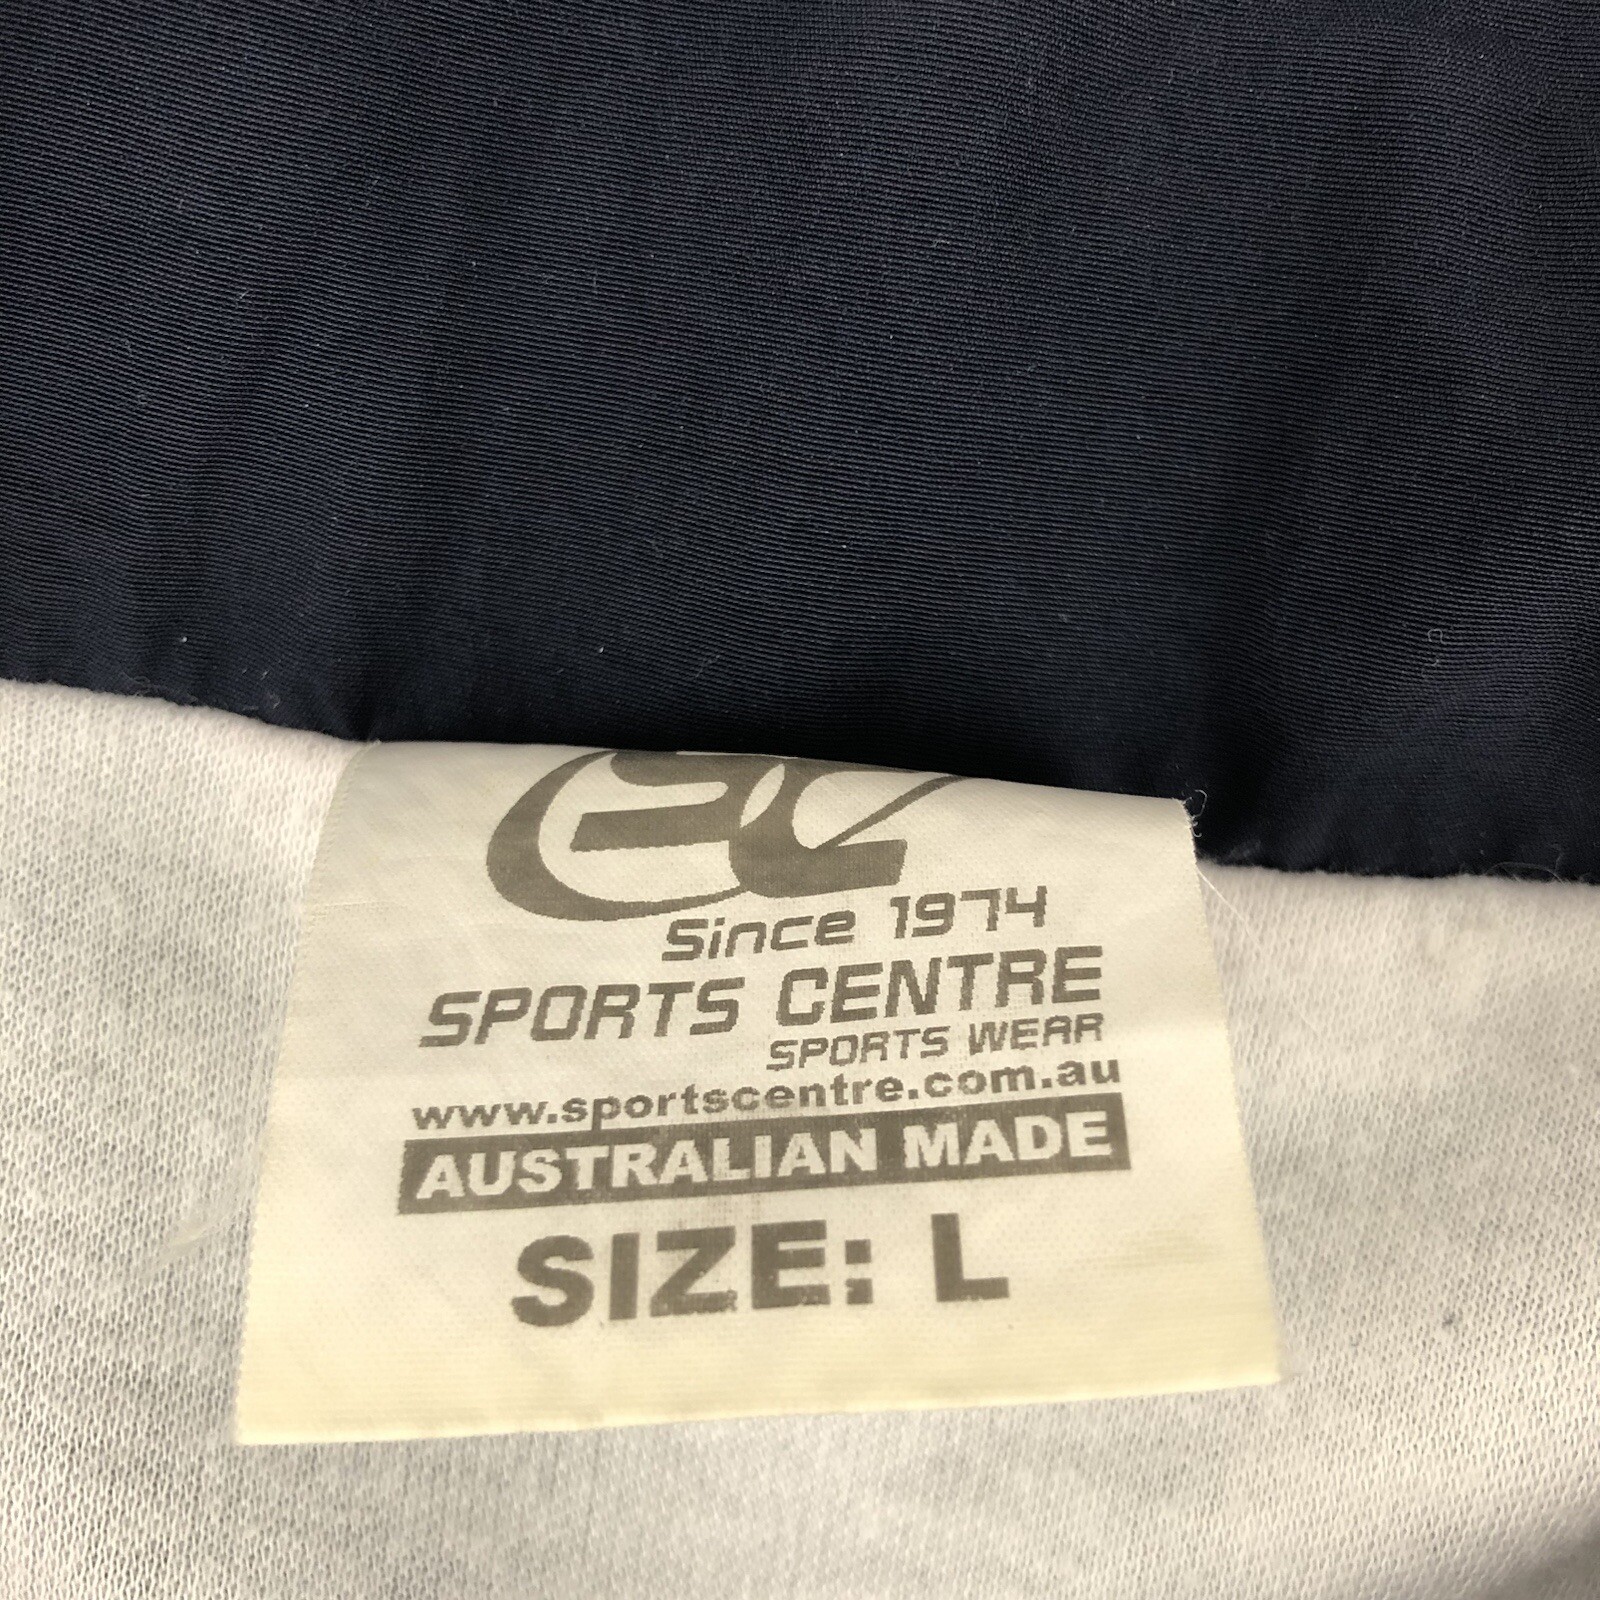 Since 1974
SPORTS CENTRE
SPORTS WEAR
www.sportscentre.com.au
AUSTRALIAN MADE
SIZE: L